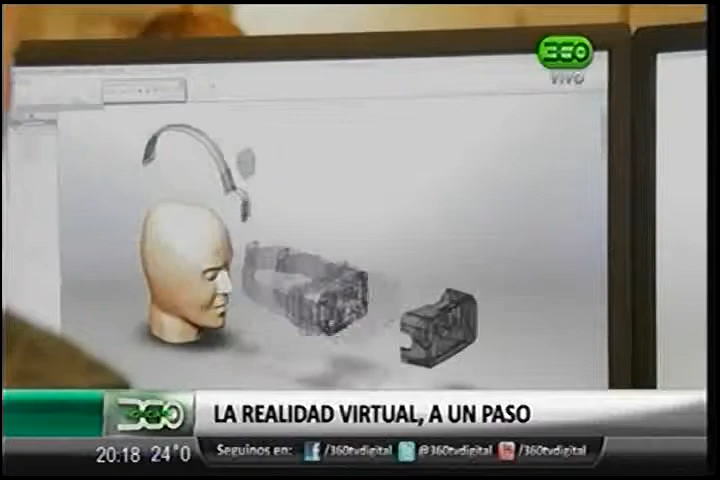 360
VIVO
360
LA REALIDAD VIRTUAL, A UN PASO
20:18 24°0
Seguinos en: /360tvdigital @360tvdigital /360tvdigital